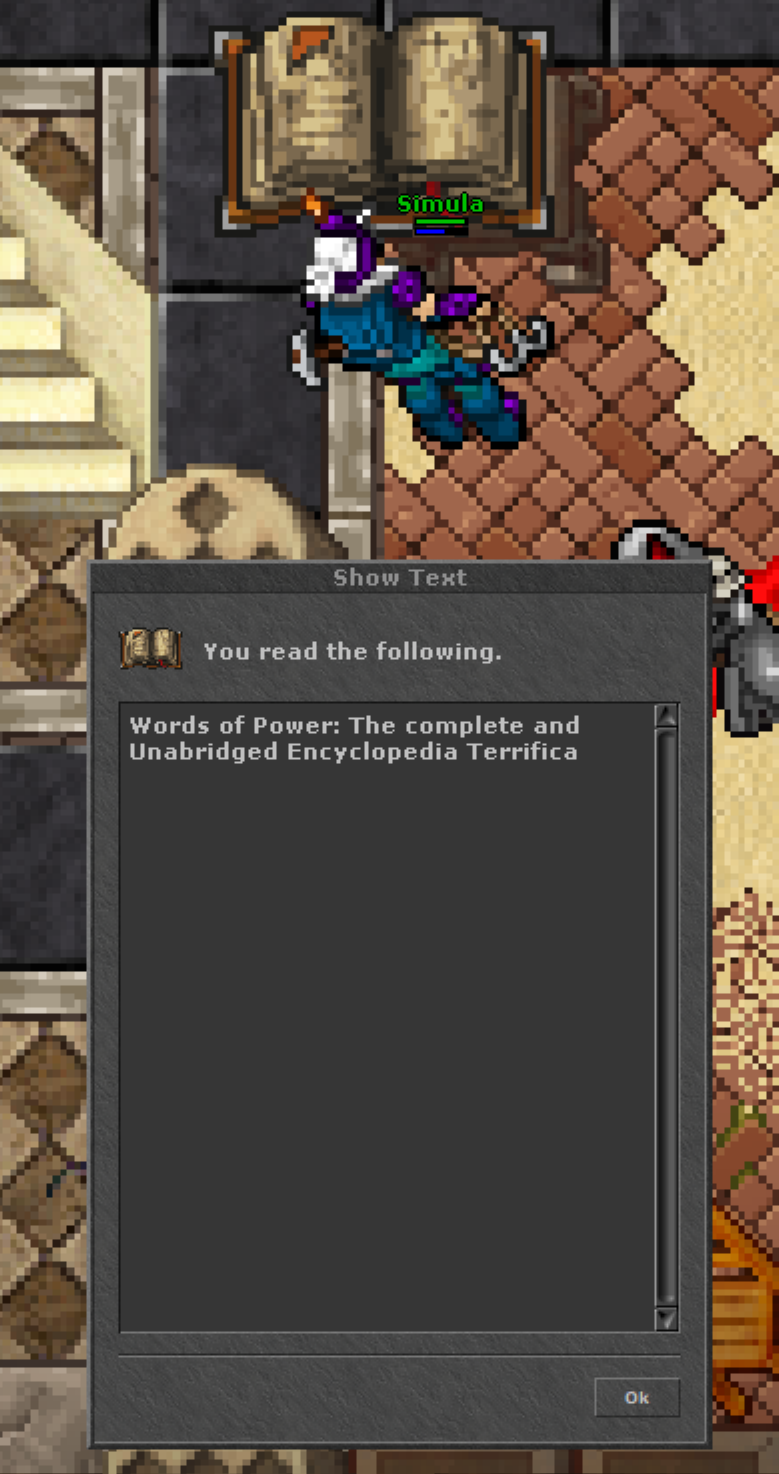 Simula
Show Text
You read the following.
Words of Power: The complete and
Unabridged Encyclopedia Terrifica
Ok